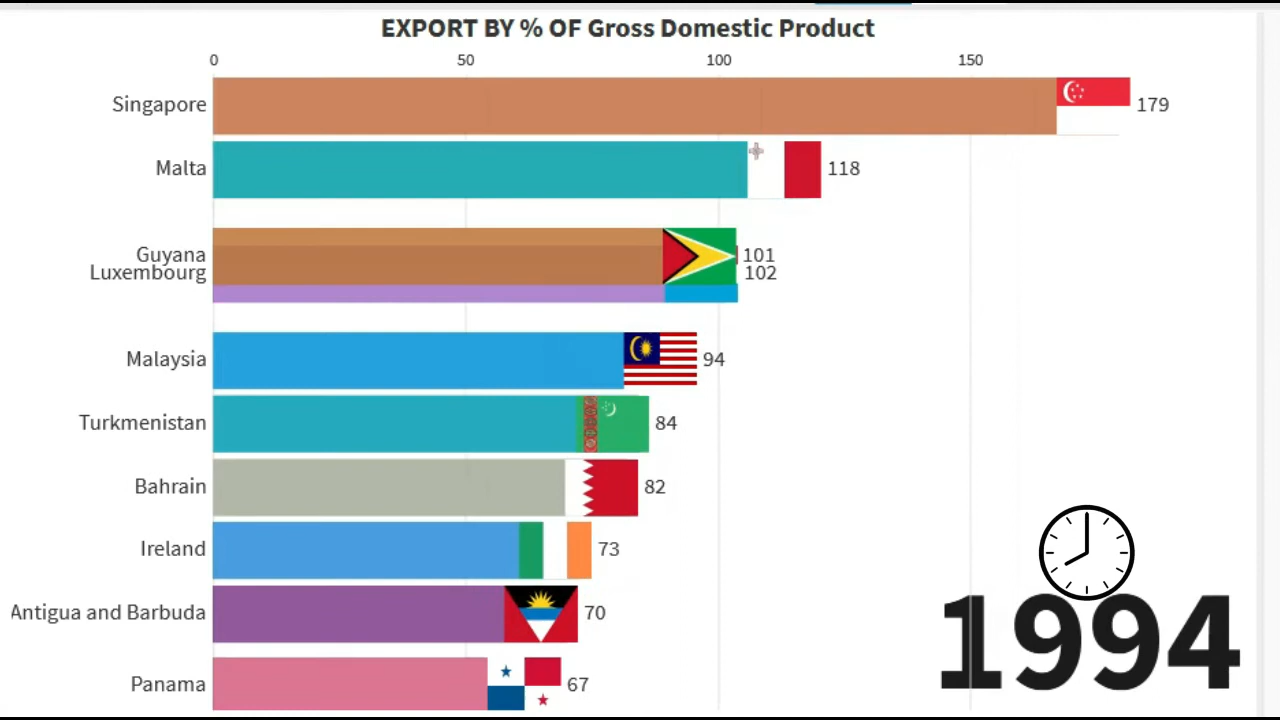 EXPORT BY % OF Gross Domestic Product
0 50 100 150
Singapore 179
Malta 118
Guyana 101
Luxembourg 102
Malaysia 94
Turkmenistan 84
Bahrain 82
Ireland 73
Antigua and Barbuda 70
Panama 67
1994